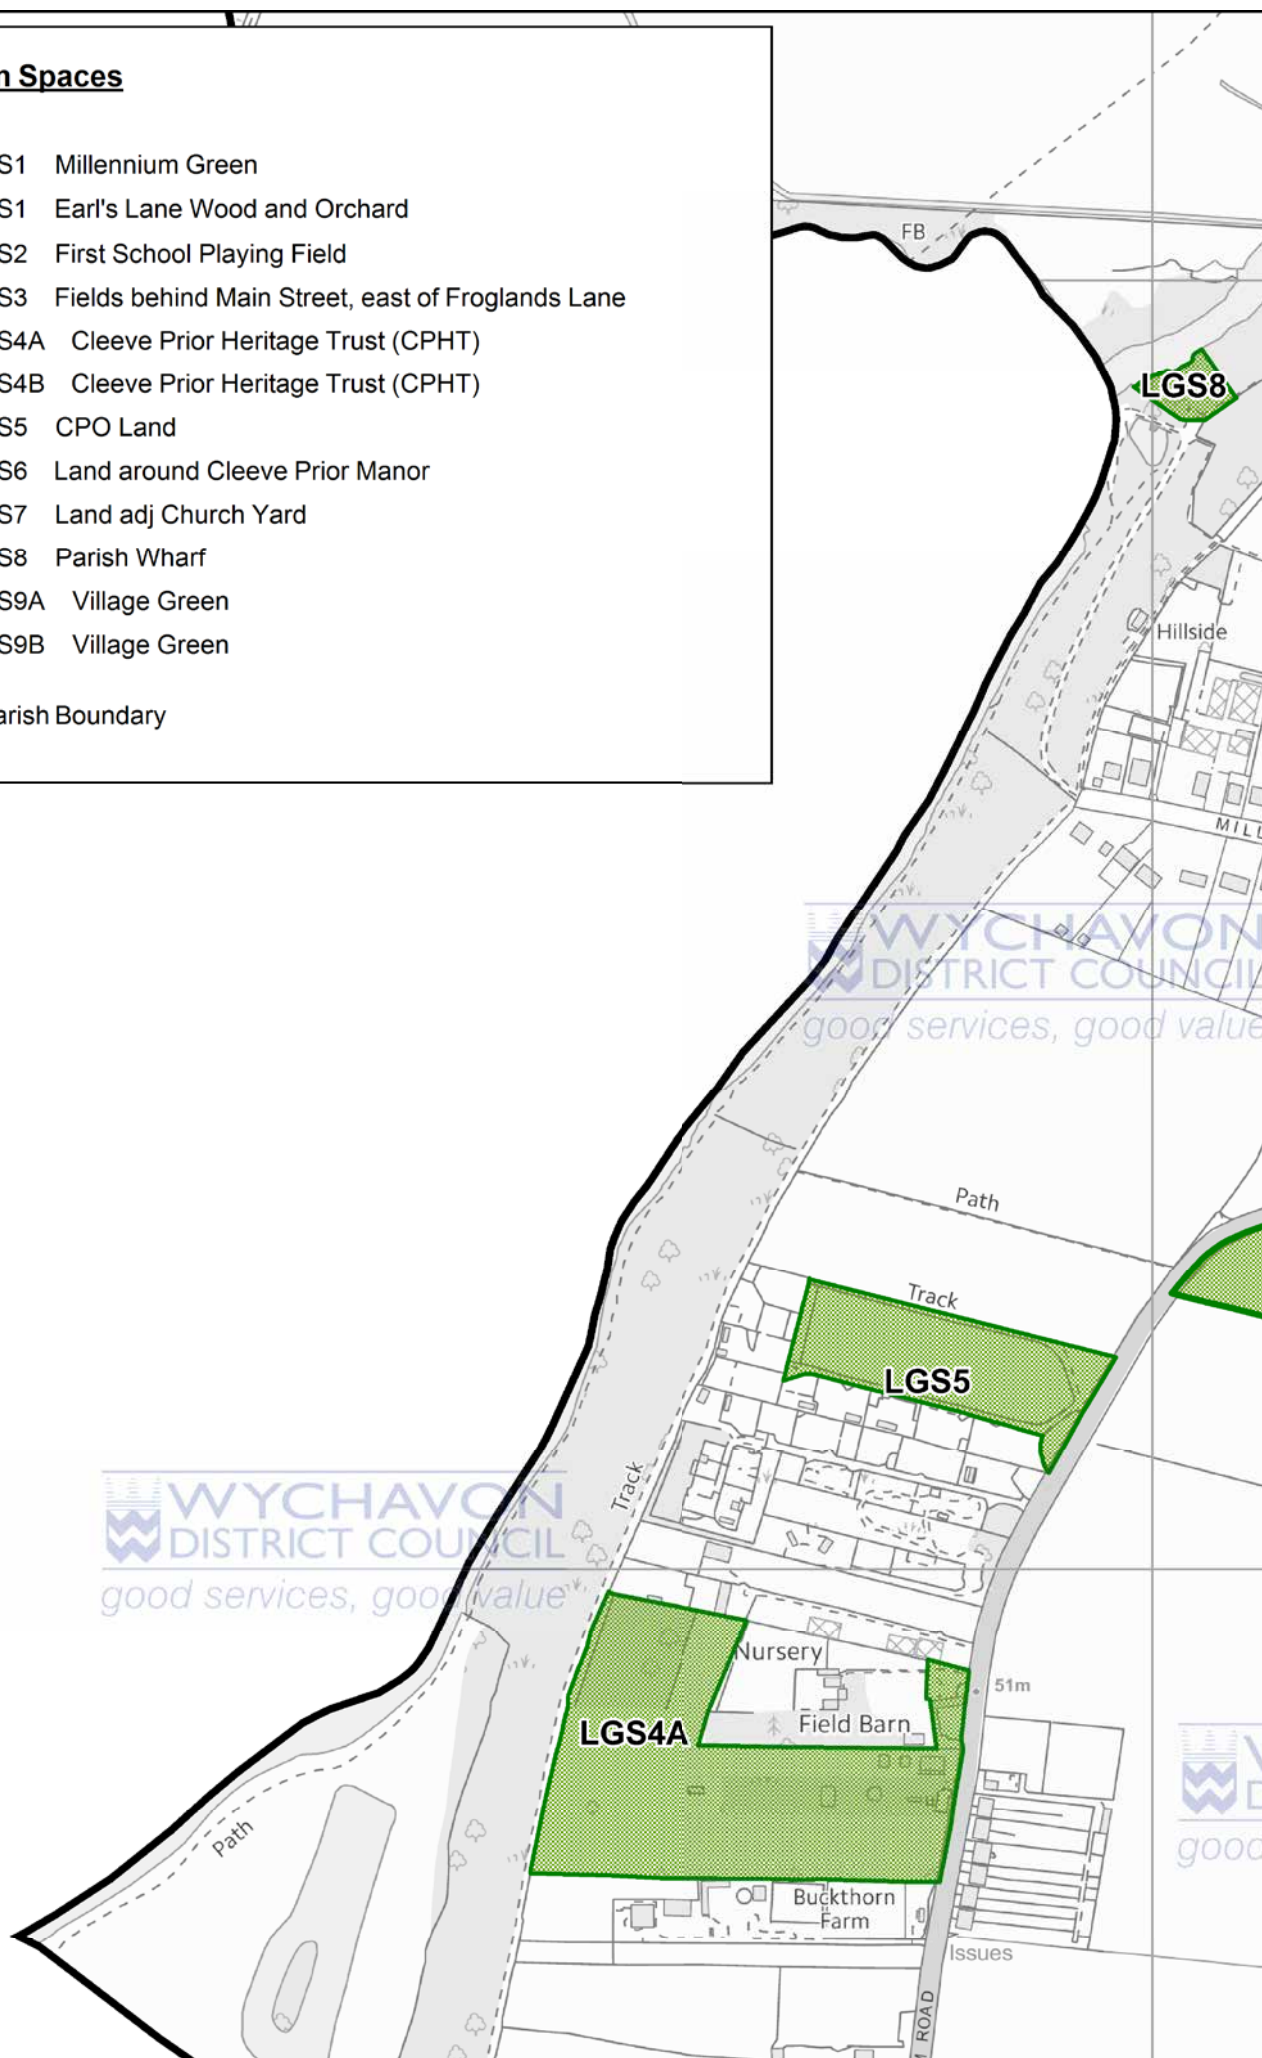 n Spaces
S1 Millennium Green
S1 Earl's Lane Wood and Orchard
S2 First School Playing Field
S3 Fields behind Main Street, east of Froglands Lane
S4A Cleeve Prior Heritage Trust (CPHT)
S4B Cleeve Prior Heritage Trust (CPHT)
S5 CPO Land
S6 Land around Cleeve Prior Manor
S7 Land adj Church Yard
S8 Parish Wharf
S9A Village Green
S9B Village Green
arish Boundary
FB
LGS8
Hillside
MILL
WYCHAVON
DISTRICT COUNCIL
good services, good value
Path
Track
LGS5
Track
WYCHAVON
DISTRICT COUNCIL
good services, good value
Nursery
51m
Field Barn
LGS4A
good
Path
Buckthorn
Farm
Issues
ROAD